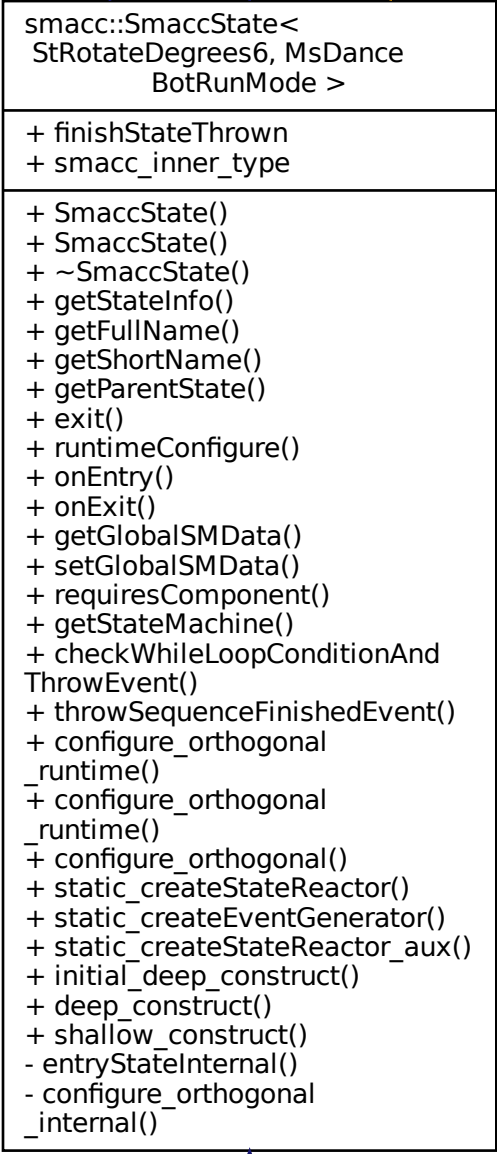 smacc::SmaccState<
StRotateDegrees6, MsDance
BotRunMode >
+ finishStateThrown
+ smacc_inner_type
+ SmaccState()
+ SmaccState()
+ ~SmaccState()
+ getStateInfo()
+ getFullName()
+ getShortName()
+ getParentState()
+ exit()
+ runtimeConfigure()
+ onEntry()
+ onExit()
+ getGlobalSMData()
+ setGlobalSMData()
+ requiresComponent()
+ getStateMachine()
+ checkWhileLoopConditionAnd
ThrowEvent()
+ throwSequenceFinishedEvent()
+ configure_orthogonal
_runtime()
+ configure_orthogonal
_runtime()
+ configure_orthogonal()
+ static_createStateReactor()
+ static_createEventGenerator()
+ static_createStateReactor_aux()
+ initial_deep_construct()
+ deep_construct()
+ shallow_construct()
- entryStateInternal()
- configure_orthogonal
_internal()